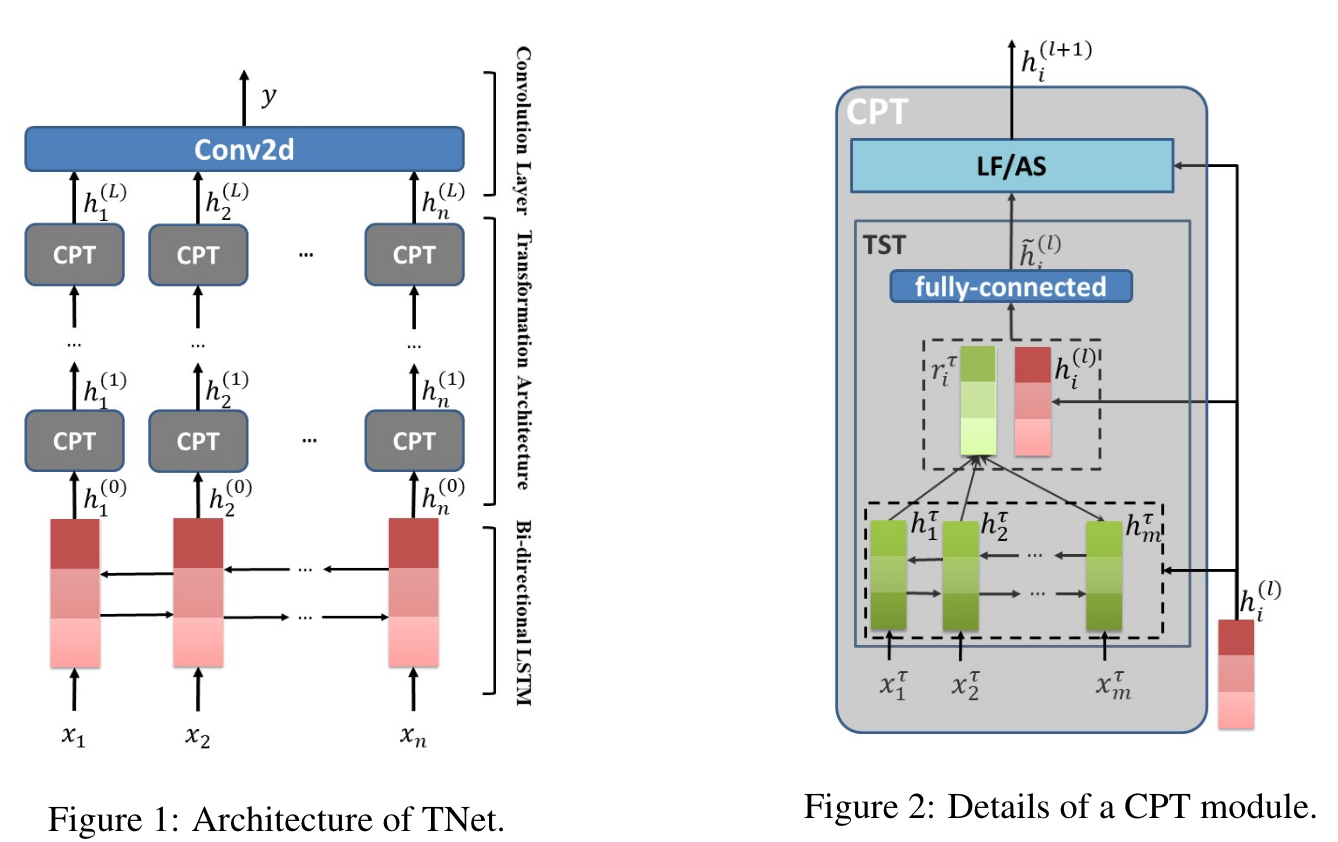 y
Conv2d
h_1^{(L)} h_2^{(L)} h_n^{(L)}
CPT CPT ... CPT
... ... ...
h_1^{(1)} h_2^{(1)} h_n^{(1)}
CPT CPT ... CPT
h_1^{(0)} h_2^{(0)} h_n^{(0)}
...
...
x_1 x_2 x_n
Convolution Layer
Transformation Architecture
Bi-directional LSTM
Figure 1: Architecture of TNet.
h_i^{(l+1)}
CPT
LF/AS
TST
h̃_i^{(l)}
fully-connected
r_i^τ h_i^{(l)}
h_1^τ h_2^τ h_m^τ
...
...
h_i^{(l)}
x_1^τ x_2^τ x_m^τ
Figure 2: Details of a CPT module.